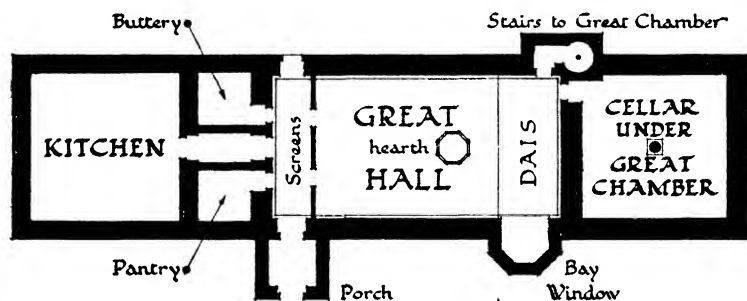 Buttery
Stairs to Great Chamber
KITCHEN
Screens
GREAT
hearth
HALL
DAIS
CELLAR
UNDER
GREAT
CHAMBER
Pantry
Porch
Bay
Window